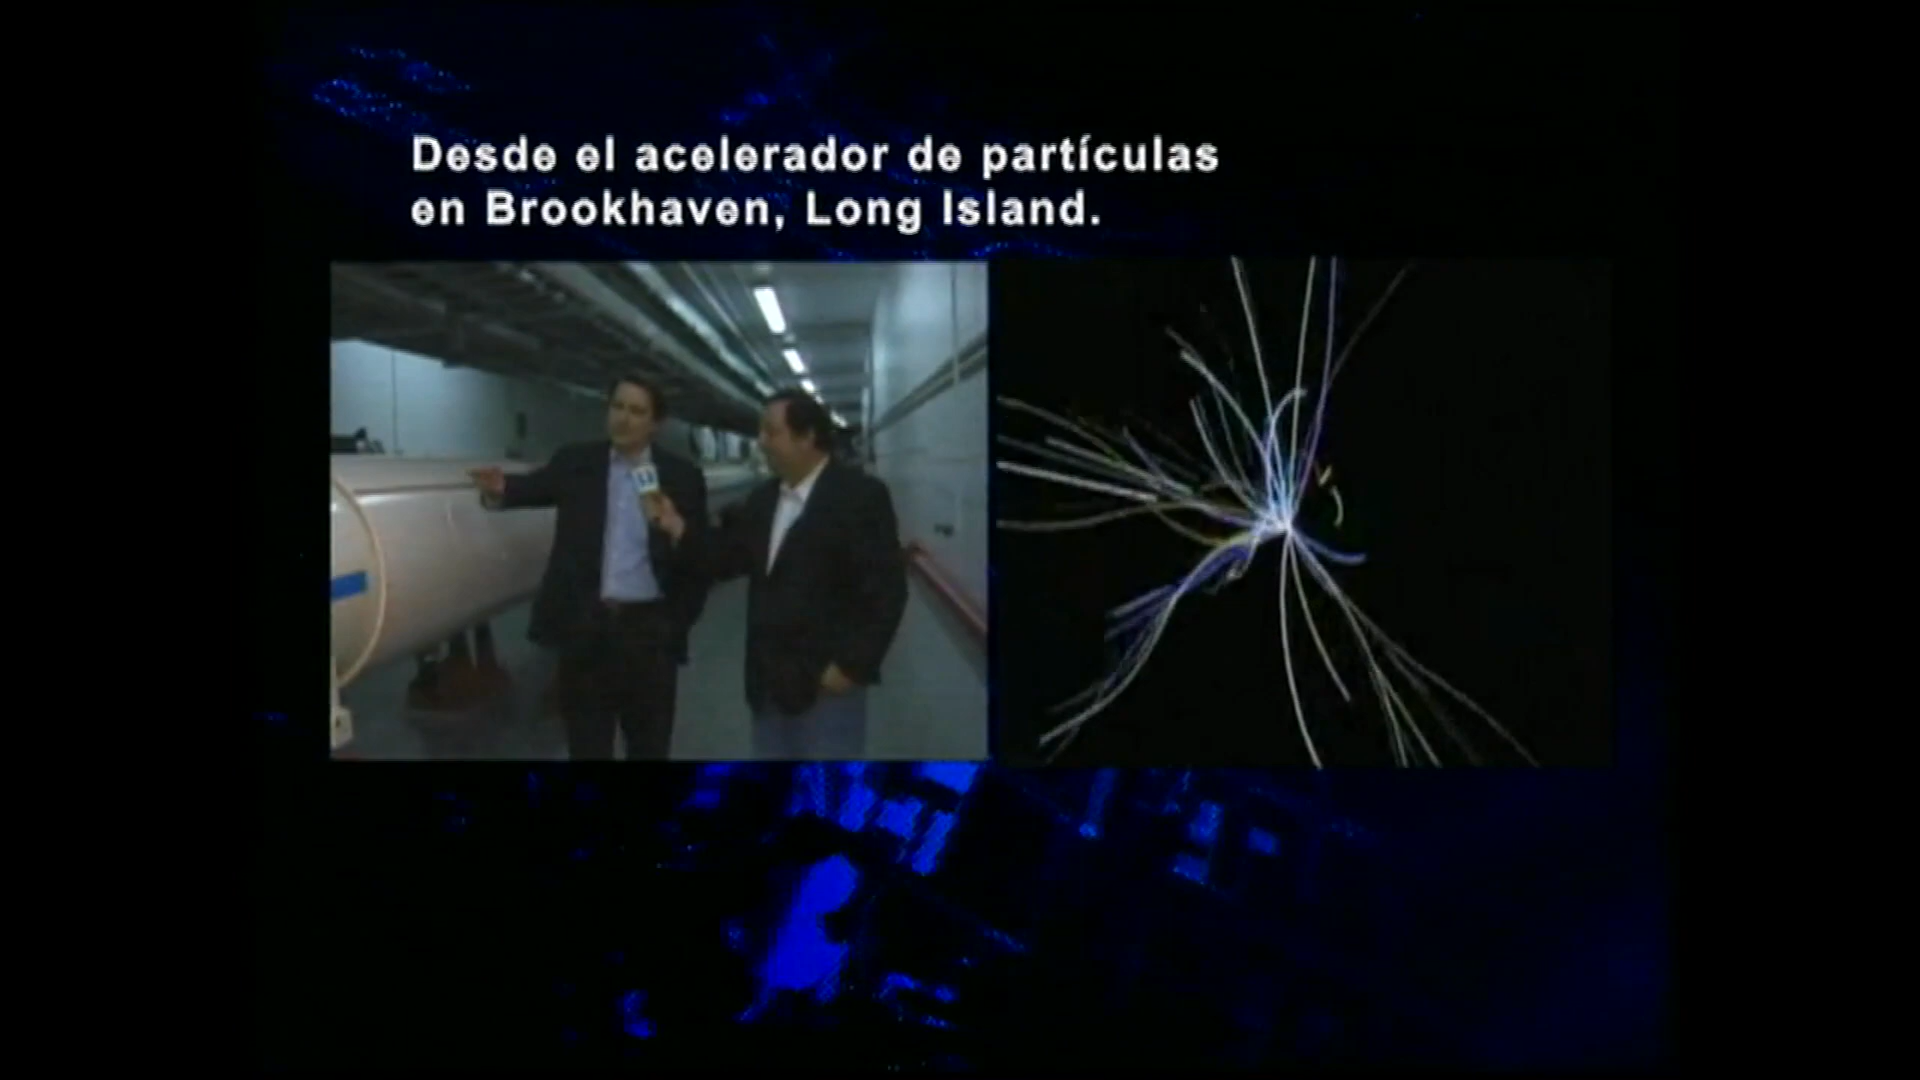 Desde el acelerador de partículas
en Brookhaven, Long Island.